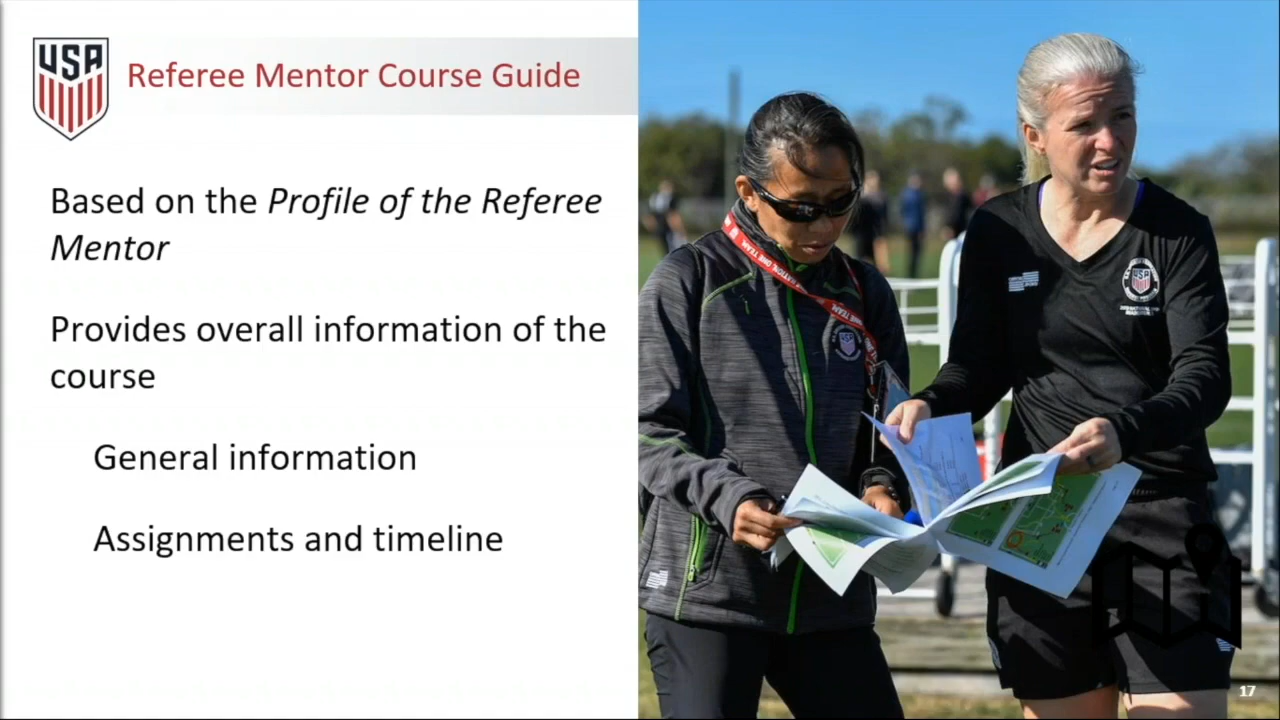 USA
Referee Mentor Course Guide
Based on the Profile of the Referee
Mentor
Provides overall information of the
course
General information
Assignments and timeline
USA
17